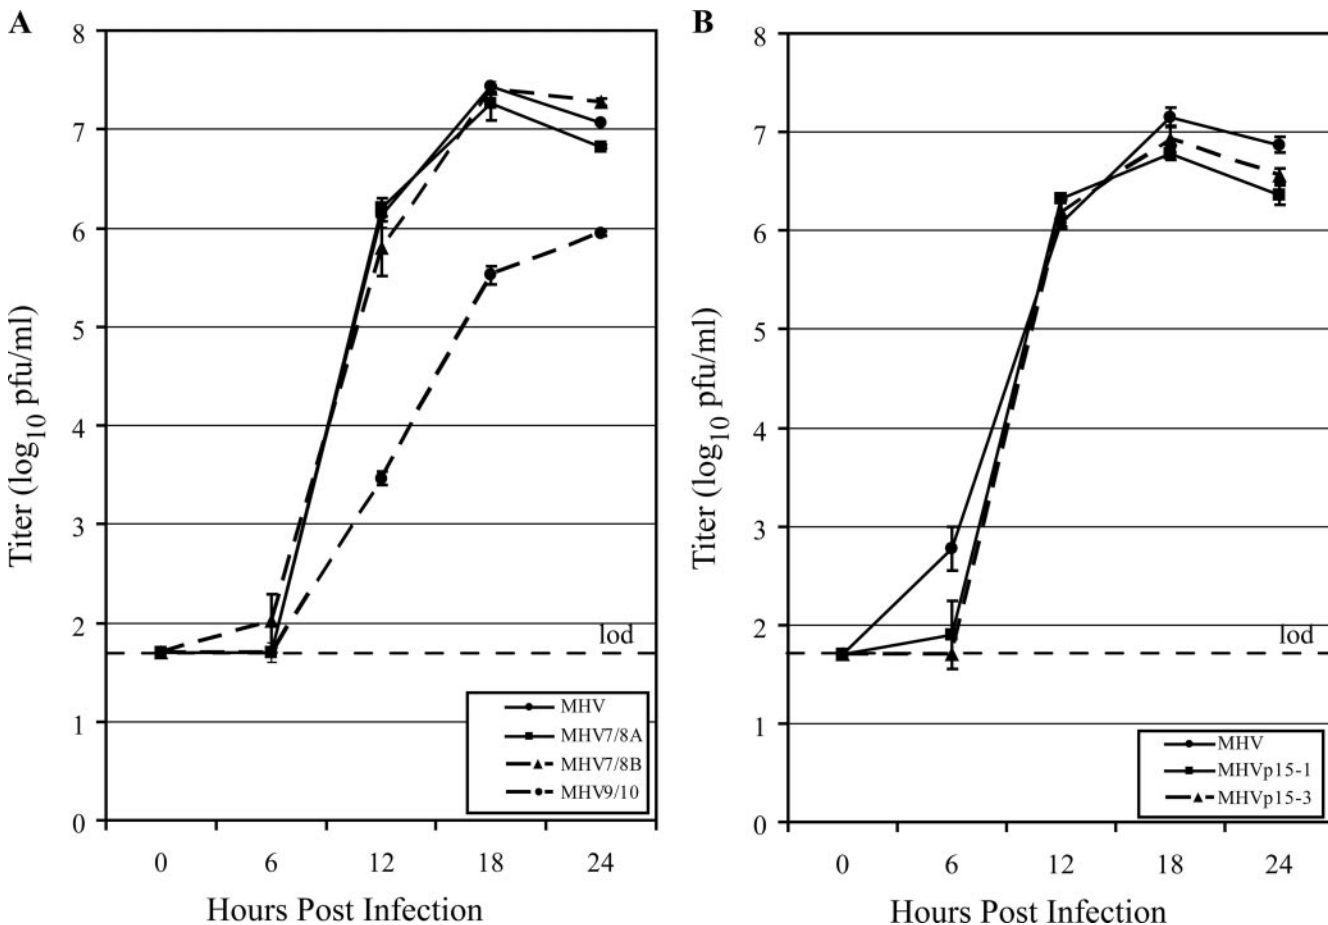 A
8
7
6
5
4
3
2
1
0
Titer (log10 pfu/ml)
lod
MHV
MHV7/8A
MHV7/8B
MHV9/10
0 6 12 18 24
Hours Post Infection
B
8
7
6
5
4
3
2
1
0
Titer (log10 pfu/ml)
lod
MHV
MHVp15-1
MHVp15-3
0 6 12 18 24
Hours Post Infection